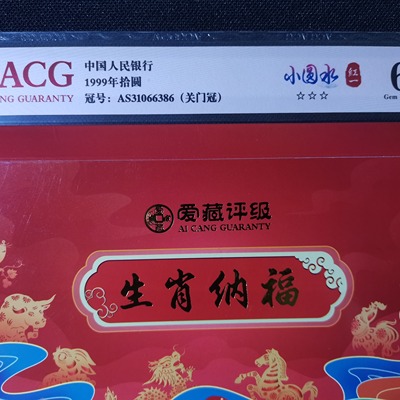 ACG
CANG GUARANTY
中国人民银行
1999年拾圆
冠号：AS31066386（关门冠）
小圆水
红一
☆☆☆
6
Gem
爱藏评级
AI CANG GUARANTY
生肖纳福